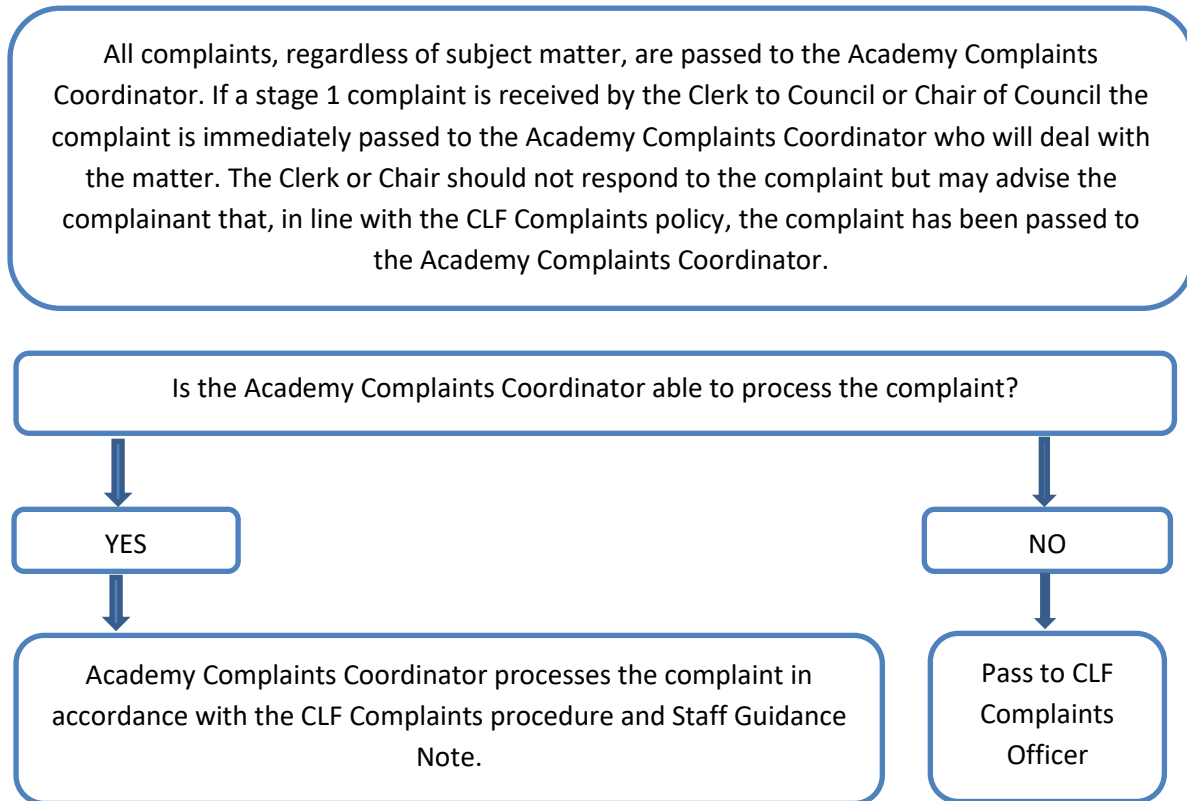 All complaints, regardless of subject matter, are passed to the Academy Complaints
Coordinator. If a stage 1 complaint is received by the Clerk to Council or Chair of Council the
complaint is immediately passed to the Academy Complaints Coordinator who will deal with
the matter. The Clerk or Chair should not respond to the complaint but may advise the
complainant that, in line with the CLF Complaints policy, the complaint has been passed to
the Academy Complaints Coordinator.
Is the Academy Complaints Coordinator able to process the complaint?
YES
NO
Academy Complaints Coordinator processes the complaint in
accordance with the CLF Complaints procedure and Staff Guidance
Note.
Pass to CLF
Complaints
Officer